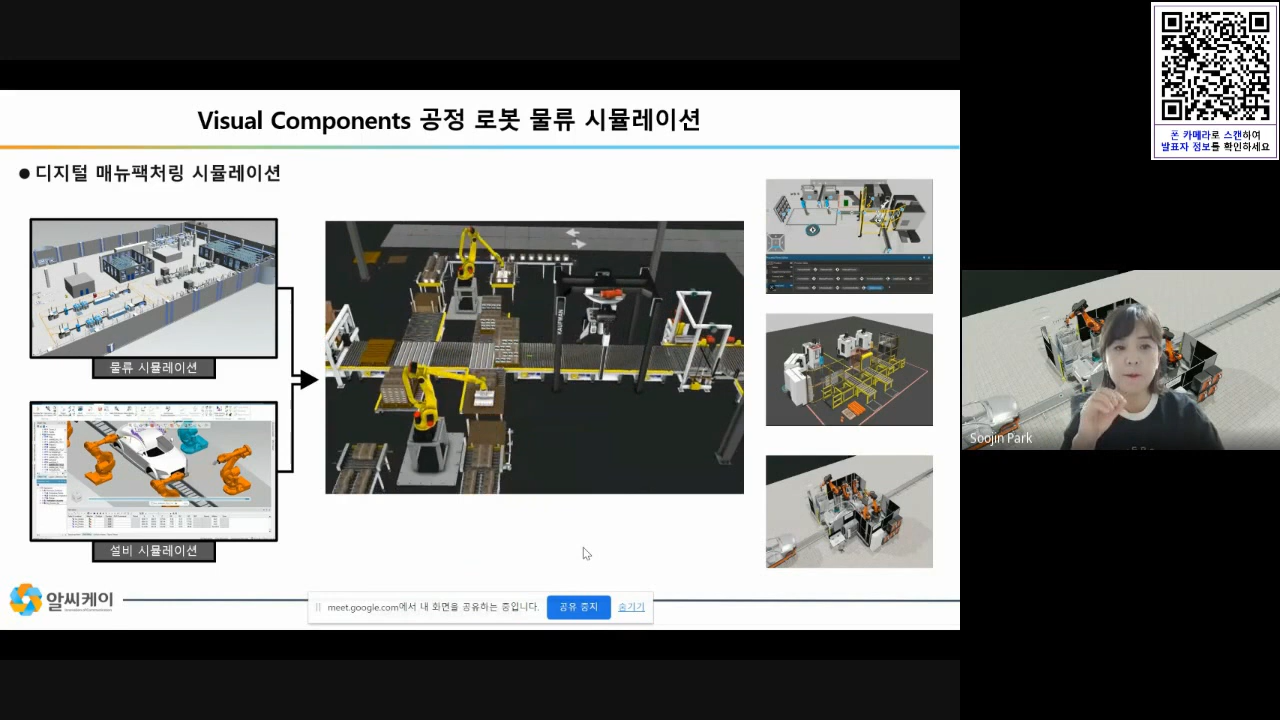 Visual Components 공정 로봇 물류 시뮬레이션
● 디지털 매뉴팩처링 시뮬레이션
물류 시뮬레이션
설비 시뮬레이션
KAUFMAN
알씨케이
meet.google.com에서 내 화면을 공유하는 중입니다.
공유 중지
숨기기
폰 카메라로 스캔하여
발표자 정보를 확인하세요
Soojin Park